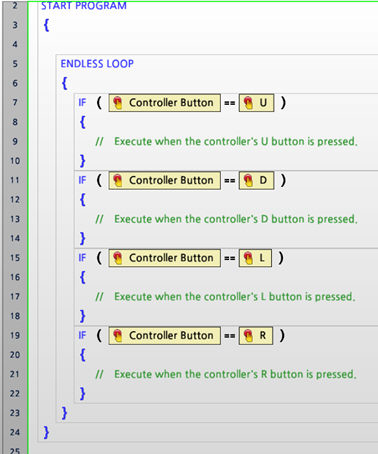 2 START PROGRAM
3 {
4
5 ENDLESS LOOP
6 {
7 IF ( Controller Button == U )
8 {
9 // Execute when the controller's U button is pressed.
10 }
11 IF ( Controller Button == D )
12 {
13 // Execute when the controller's D button is pressed.
14 }
15 IF ( Controller Button == L )
16 {
17 // Execute when the controller's L button is pressed.
18 }
19 IF ( Controller Button == R )
20 {
21 // Execute when the controller's R button is pressed.
22 }
23 }
24 }
25